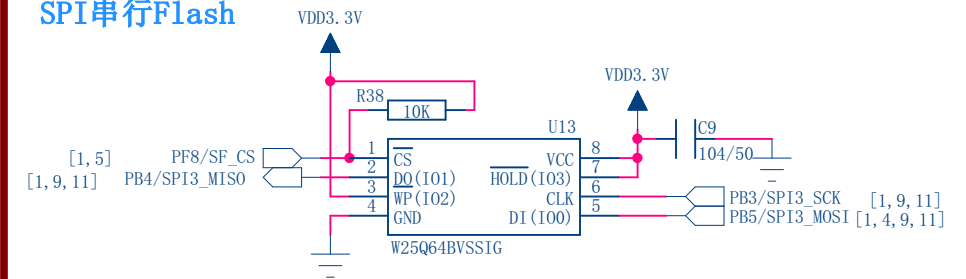 SPI串行Flash
VDD3.3V
VDD3.3V
R38
10K
U13
C9
104/50
[1,5]
PF8/SF_CS
1
CS
VCC
8
[1,9,11]
PB4/SPI3_MISO
2
DO(IO1)
HOLD(IO3)
7
3
WP(IO2)
CLK
6
PB3/SPI3_SCK
[1,9,11]
4
GND
DI(IO0)
5
PB5/SPI3_MOSI
[1,4,9,11]
W25Q64BVSSIG